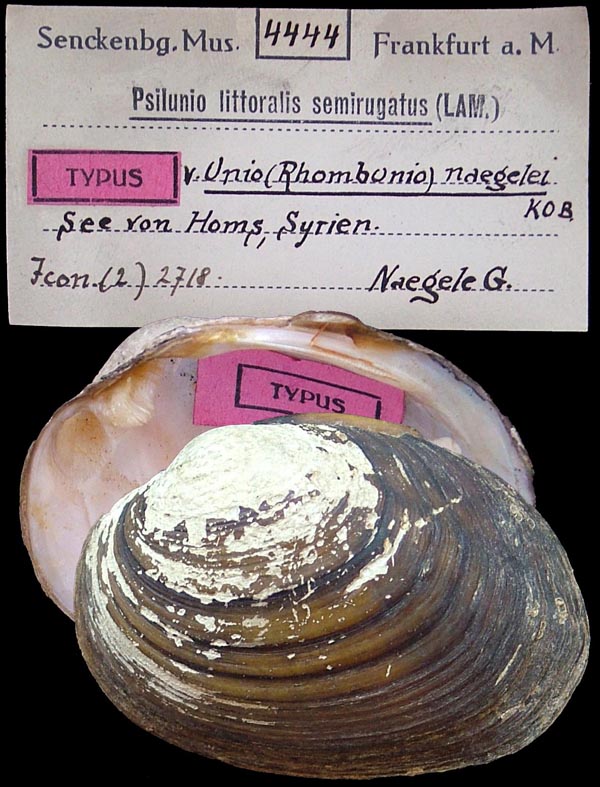 Senckenbg. Mus. 4444 Frankfurt a. M.
Psilunio littoralis semirugatus (LAM.)
TYPUS v. Unio (Rhombunio) naegelei
KOB.
See von Homs, Syrien.
Icon. (2) 2718. Naegele G.
TYPUS
4444